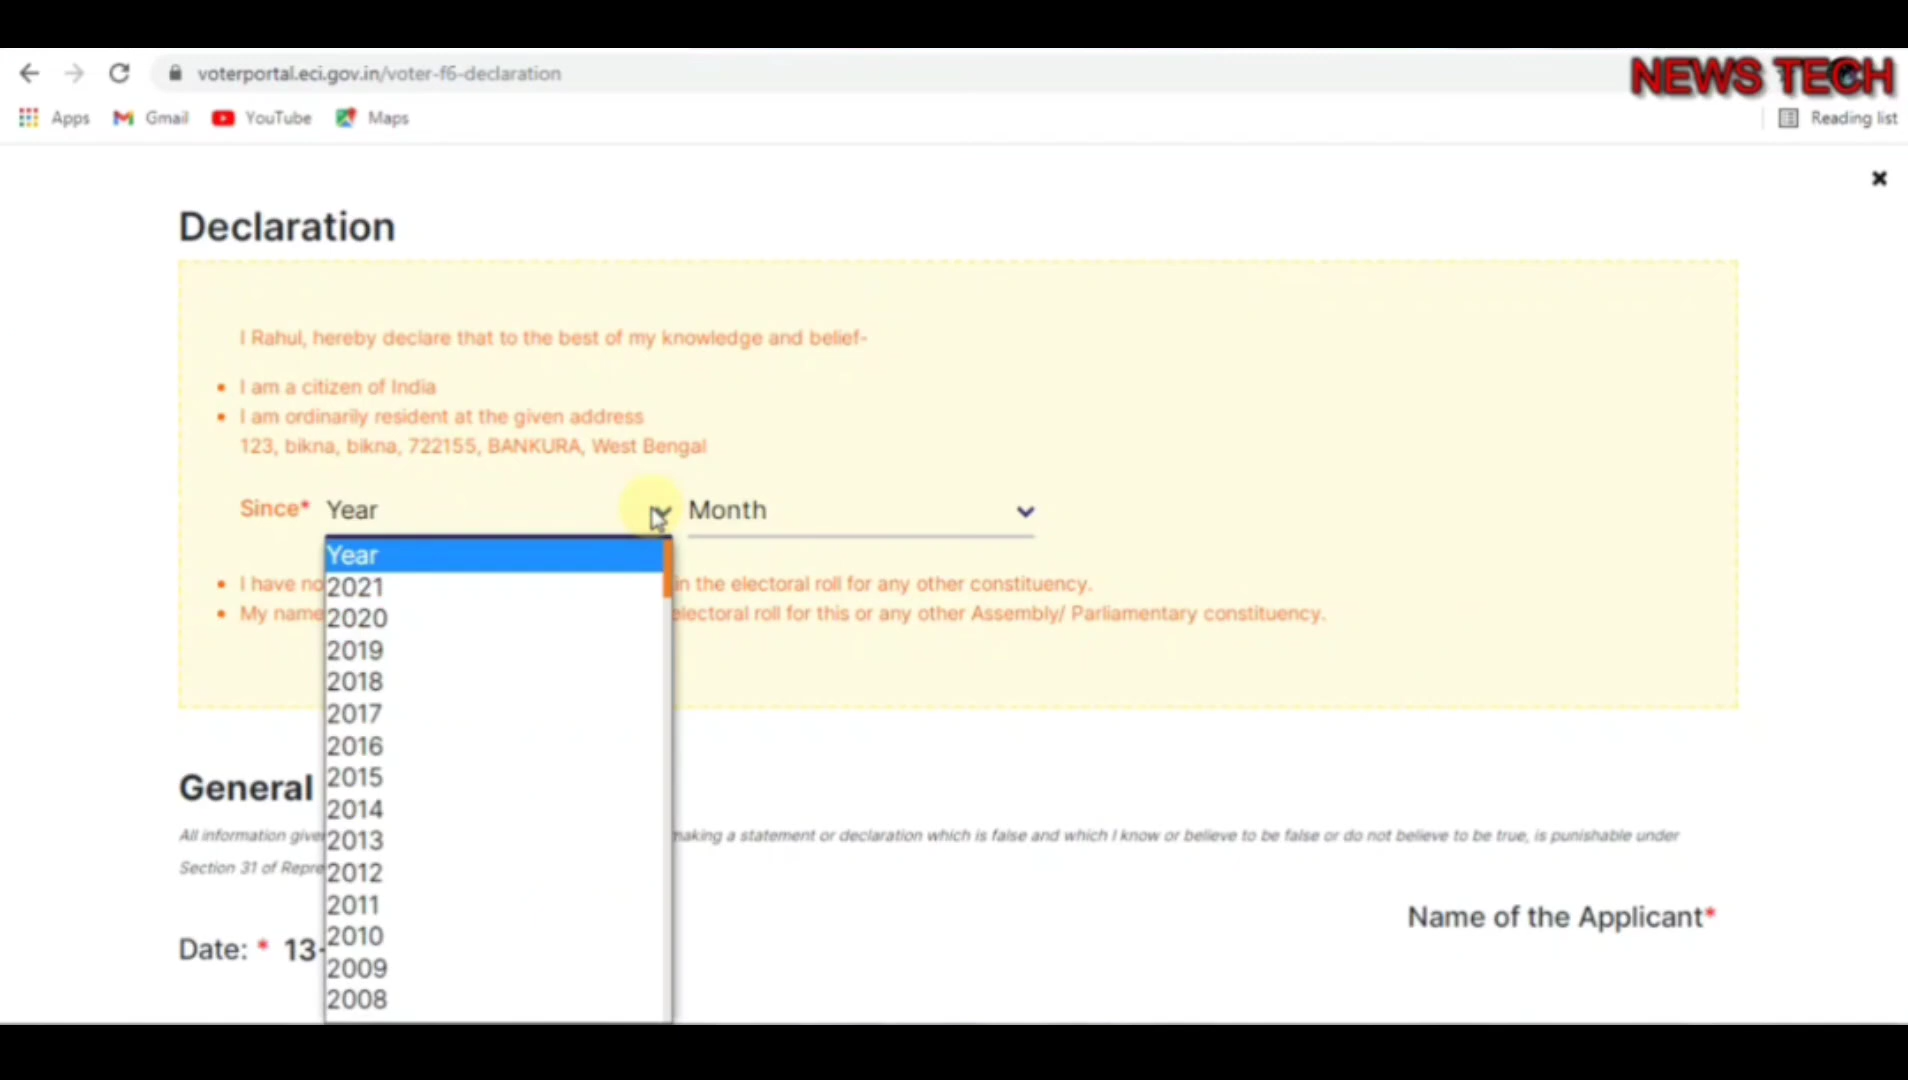 voterportal.eci.gov.in/voter-f6-declaration
NEWS TECH
Apps Gmail YouTube Maps Reading list
Declaration
I Rahul, hereby declare that to the best of my knowledge and belief-
I am a citizen of India
I am ordinarily resident at the given address
123, bikna, bikna, 722155, BANKURA, West Bengal
Since* Year Month
Year
I have in the electoral roll for any other constituency.
2021
My name electoral roll for this or any other Assembly/ Parliamentary constituency.
2020
2019
2018
2017
2016
2015
General
2014
All information making a statement or declaration which is false and which I know or believe to be false or do not believe to be true, is punishable under
2013
Section 31 of
2012
2011
Name of the Applicant*
2010
Date: * 13-
2009
2008